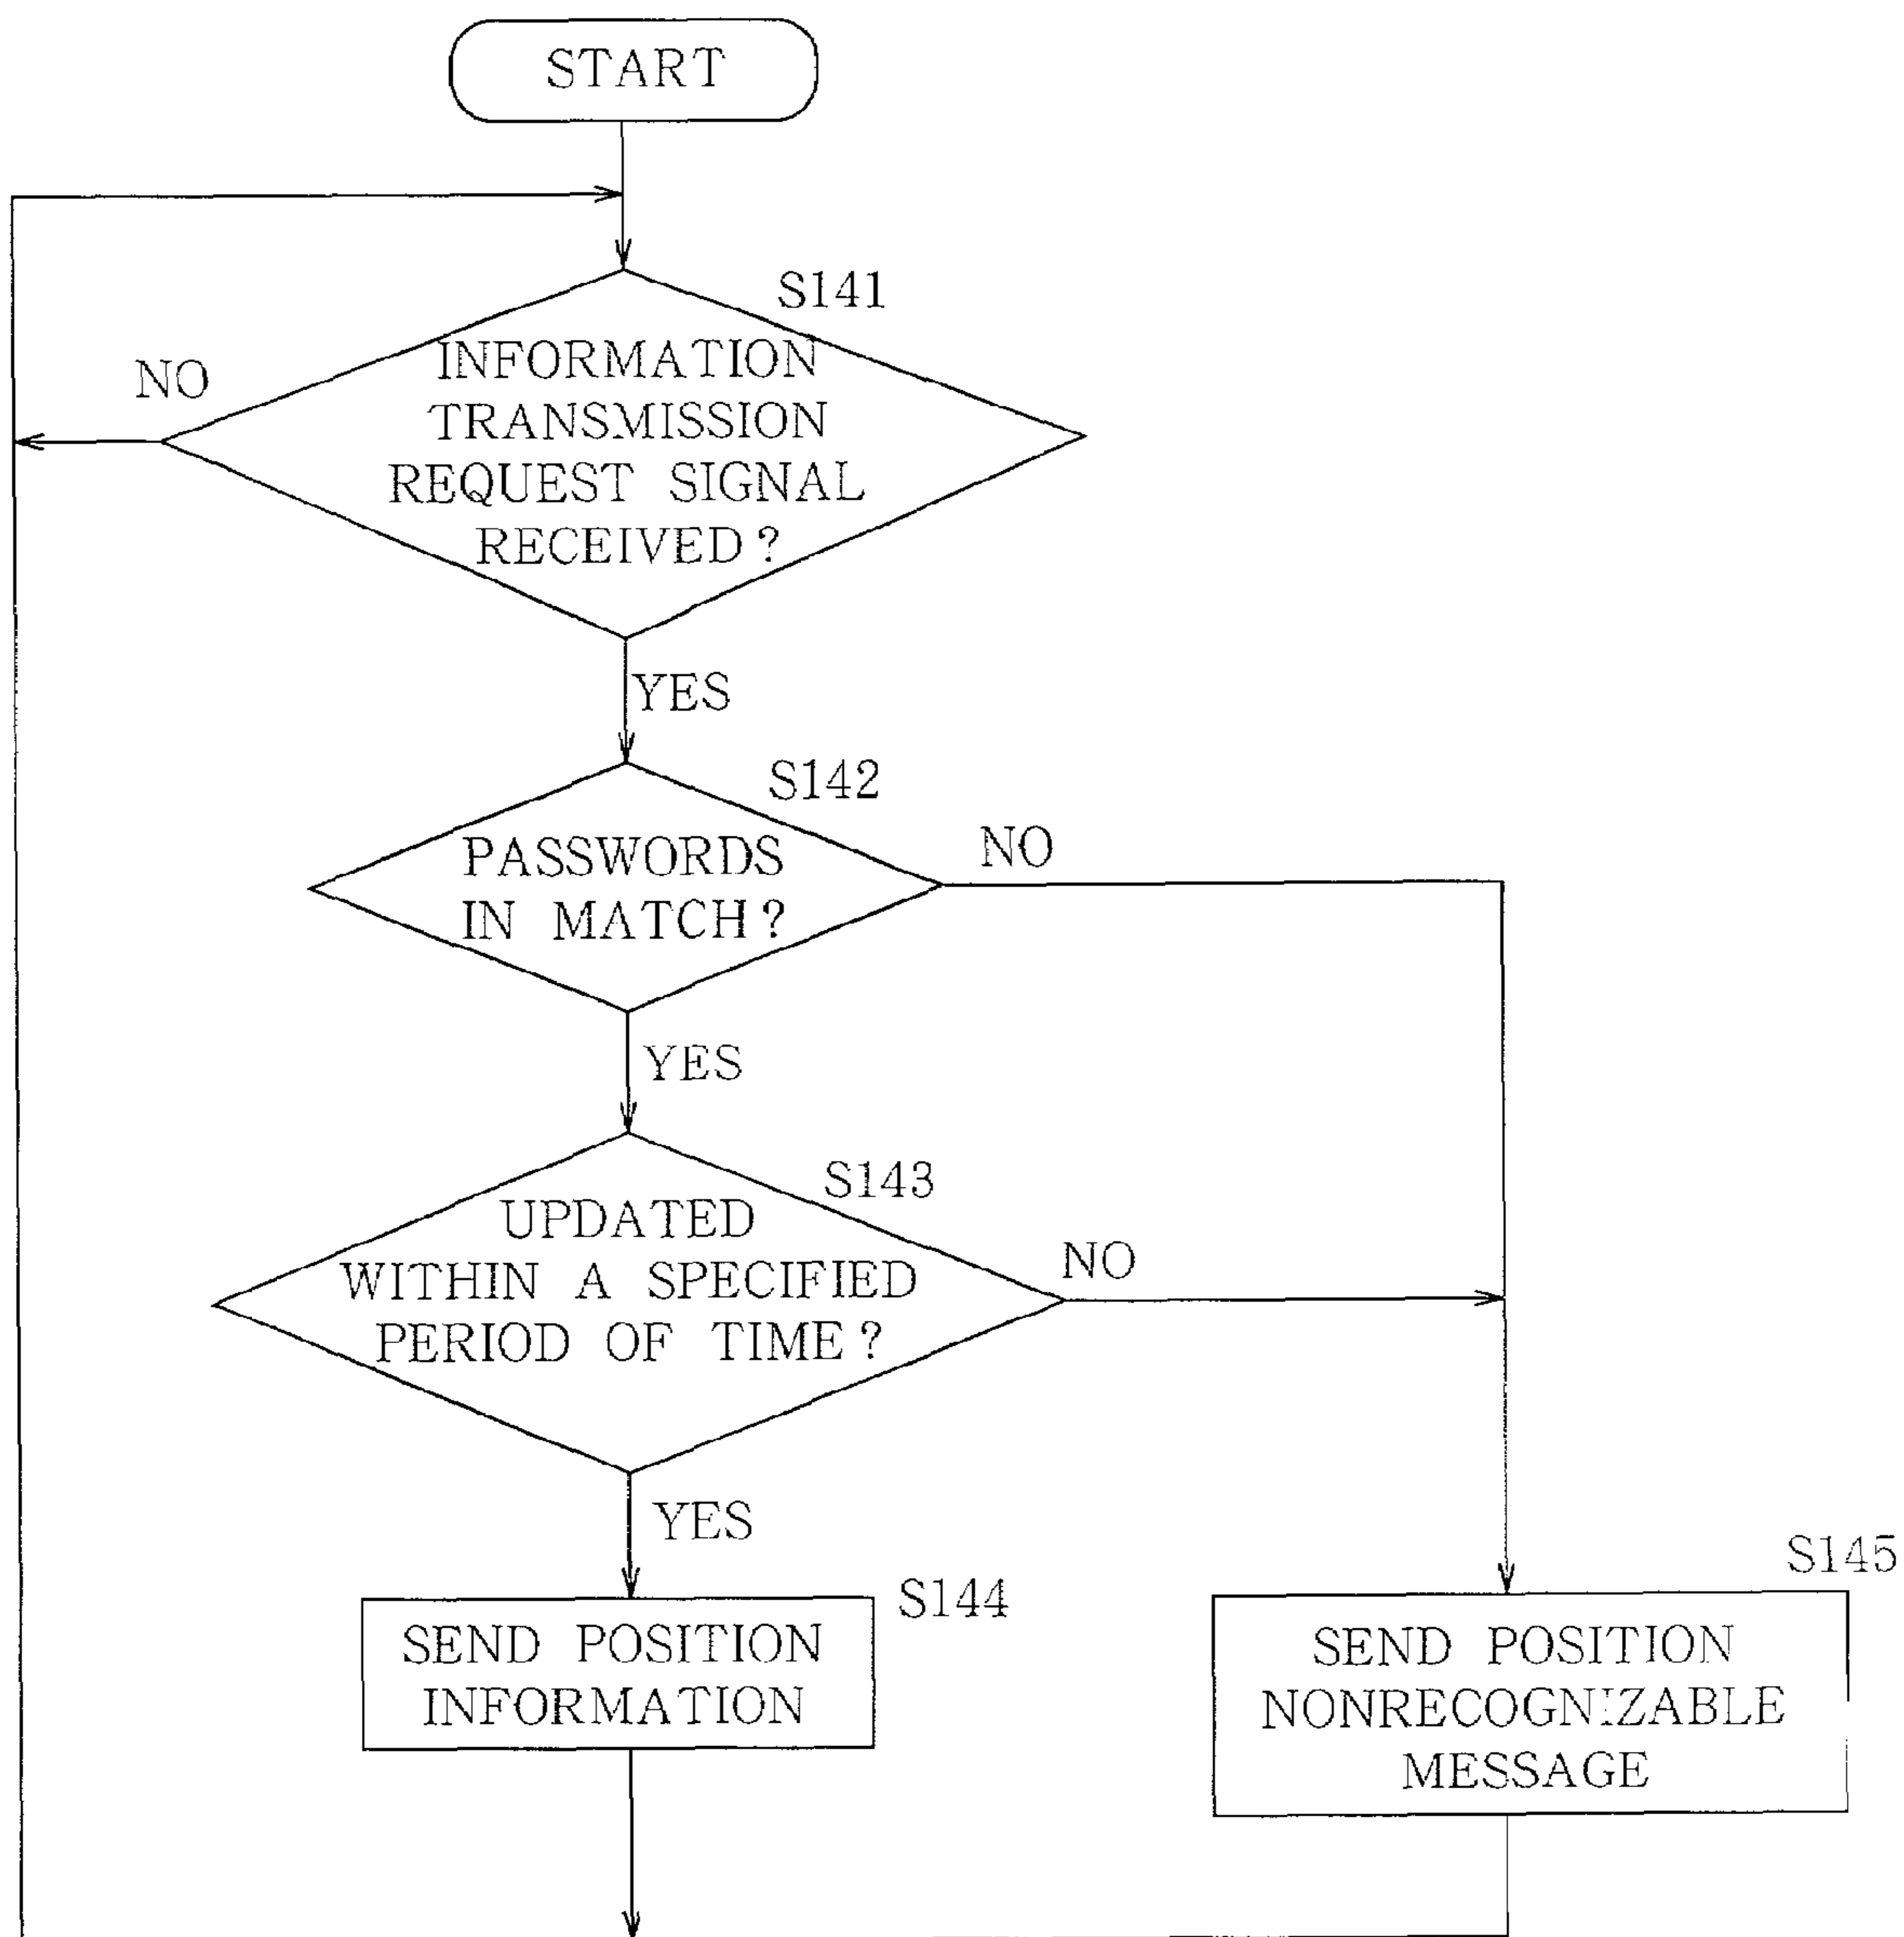 START
S141
NO
INFORMATION
TRANSMISSION
REQUEST SIGNAL
RECEIVED?
YES
S142
PASSWORDS
IN MATCH?
NO
YES
S143
UPDATED
WITHIN A SPECIFIED
PERIOD OF TIME?
NO
YES
S144
SEND POSITION
INFORMATION
S145
SEND POSITION
NONRECOGNIZABLE
MESSAGE